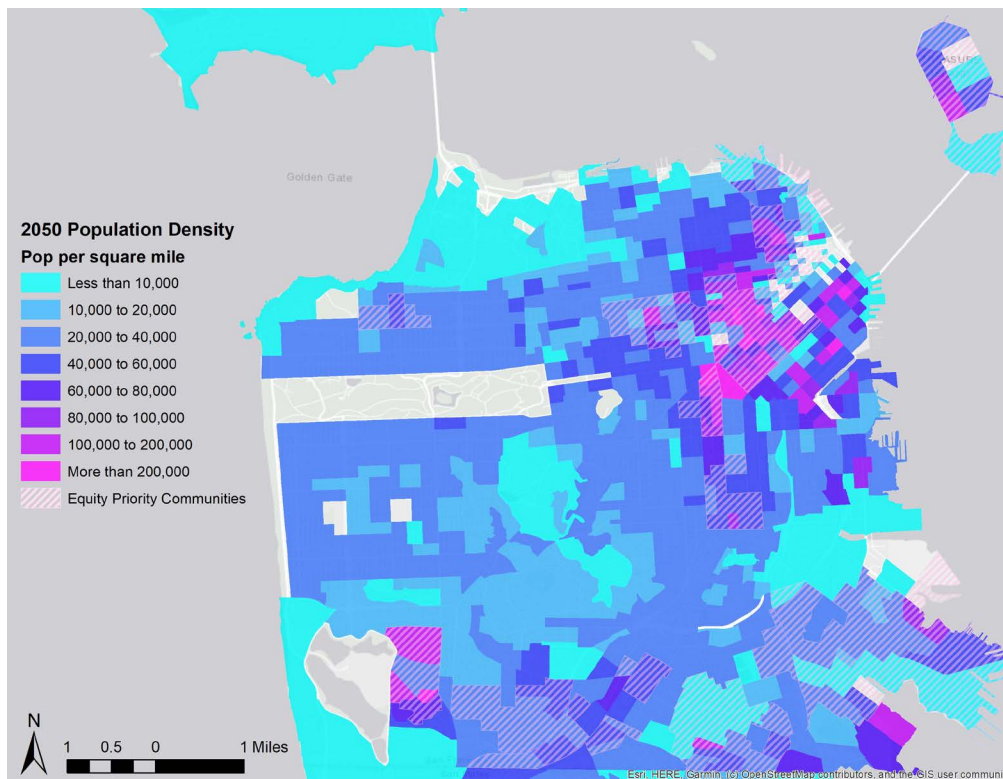 ASURE
Golden Gate
2050 Population Density
Pop per square mile
Less than 10,000
10,000 to 20,000
20,000 to 40,000
40,000 to 60,000
60,000 to 80,000
80,000 to 100,000
100,000 to 200,000
More than 200,000
Equity Priority Communities
N
1 0.5 0 1 Miles
Esri, HERE, Garmin, (c) OpenStreetMap contributors, and the GIS user commun